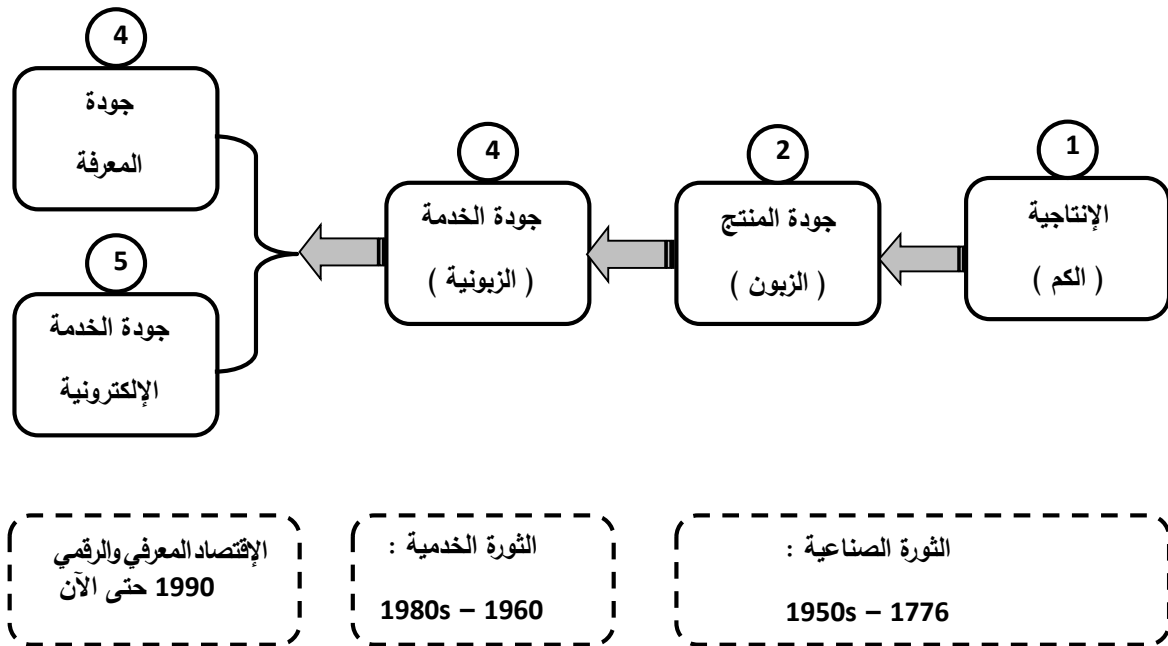 1
الإنتاجية
( الكم )
2
جودة المنتج
( الزبون )
4
جودة الخدمة
( الزبونية )
4
جودة
المعرفة
5
جودة الخدمة
الإلكترونية
الثورة الصناعية :
1950s – 1776
الثورة الخدمية :
1980s – 1960
الإقتصاد المعرفي والرقمي
1990 حتى الآن